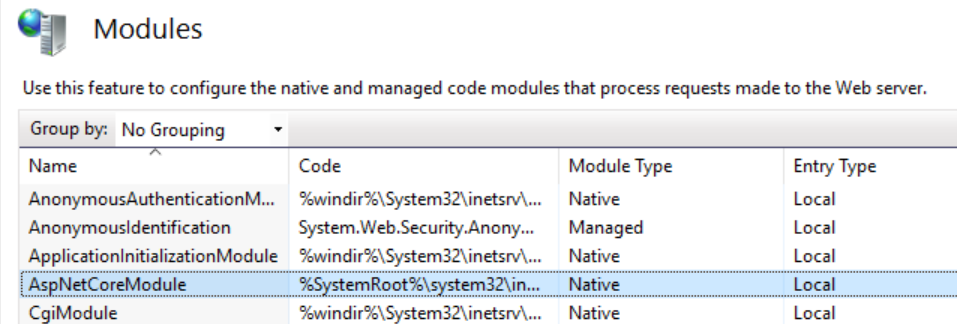 Modules
Use this feature to configure the native and managed code modules that process requests made to the Web server.
Group by: No Grouping
Name Code Module Type Entry Type
AnonymousAuthenticationM... %windir%\System32\inetsrv\... Native Local
AnonymousIdentification System.Web.Security.Anony... Managed Local
ApplicationInitializationModule %windir%\System32\inetsrv\... Native Local
AspNetCoreModule %SystemRoot%\system32\in... Native Local
CgiModule %windir%\System32\inetsrv\... Native Local